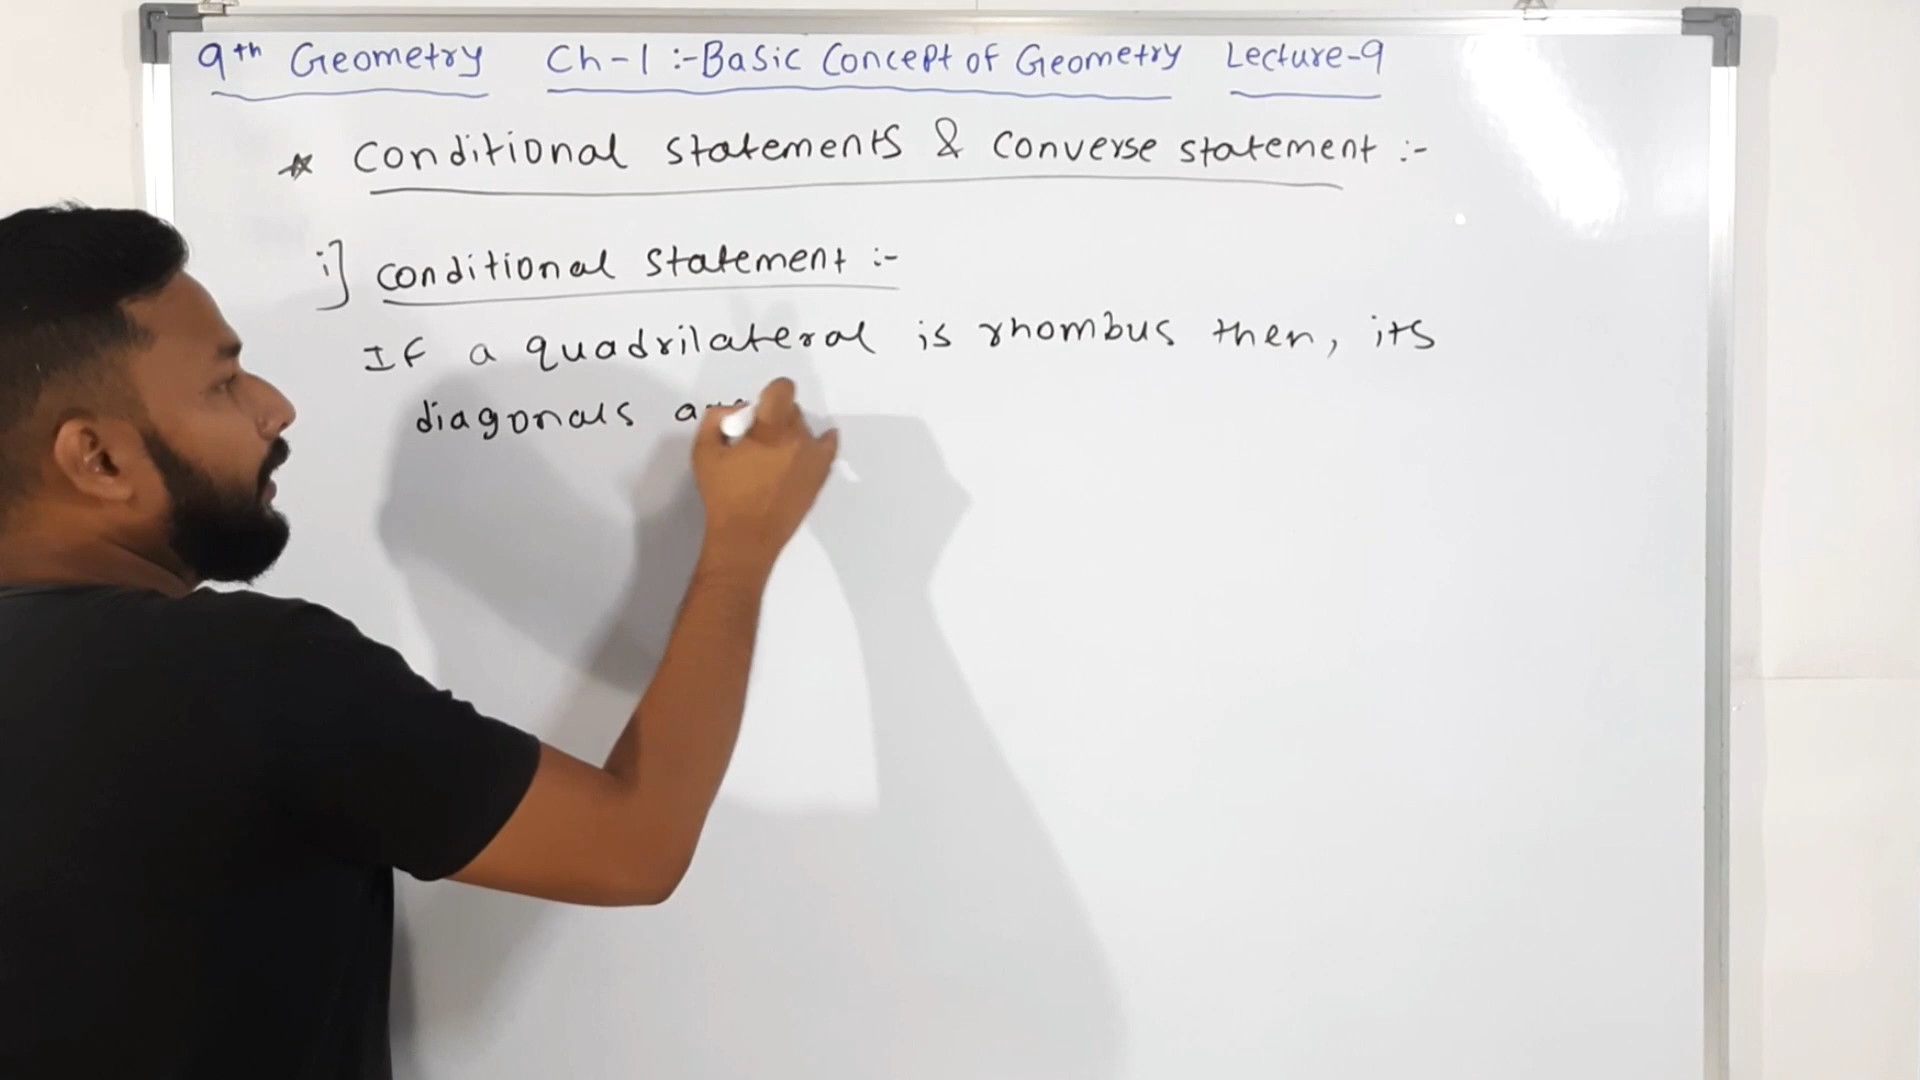 9th Geometry Ch-1 :- Basic Concept of Geometry Lecture-9
* Conditional statements & Converse statement :-
i] conditional statement :-
If a quadrilateral is rhombus then, its
diagonals